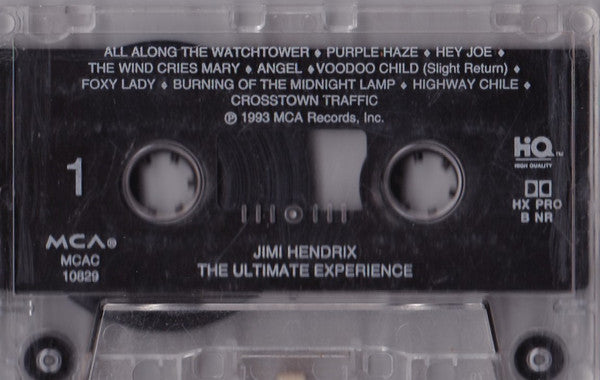 ALL ALONG THE WATCHTOWER ♦ PURPLE HAZE ♦ HEY JOE ♦
THE WIND CRIES MARY ♦ ANGEL ♦ VOODOO CHILD (Slight Return) ♦
FOXY LADY ♦ BURNING OF THE MIDNIGHT LAMP ♦ HIGHWAY CHILE ♦
CROSSTOWN TRAFFIC
℗ 1993 MCA Records, Inc.
HQ™
HIGH QUALITY
1
HX PRO
B NR
MCA®
MCAC
10829
JIMI HENDRIX
THE ULTIMATE EXPERIENCE